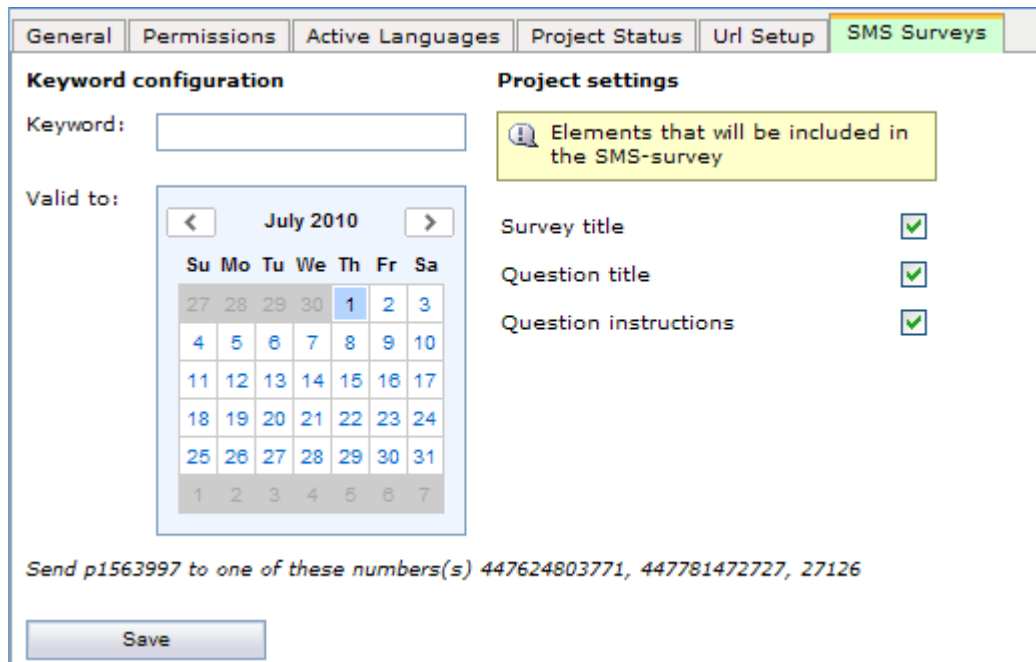 General Permissions Active Languages Project Status Url Setup SMS Surveys
Keyword configuration
Keyword:
Valid to:
July 2010
Su Mo Tu We Th Fr Sa
27 28 29 30 1 2 3
4 5 6 7 8 9 10
11 12 13 14 15 16 17
18 19 20 21 22 23 24
25 26 27 28 29 30 31
1 2 3 4 5 6 7
Project settings
Elements that will be included in
the SMS-survey
Survey title
Question title
Question instructions
Send p1563997 to one of these numbers(s) 447624803771, 447781472727, 27126
Save